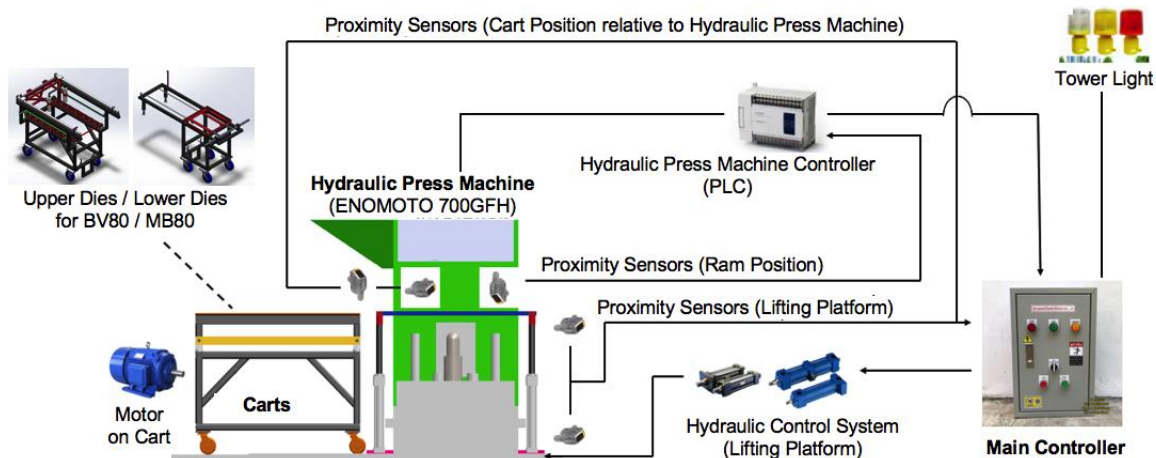 Proximity Sensors (Cart Position relative to Hydraulic Press Machine)
Tower Light
Upper Dies / Lower Dies
for BV80 / MB80
Hydraulic Press Machine
(ENOMOTO 700GFH)
Hydraulic Press Machine Controller
(PLC)
Proximity Sensors (Ram Position)
Proximity Sensors (Lifting Platform)
Motor
on Cart
Carts
Hydraulic Control System
(Lifting Platform)
Main Controller